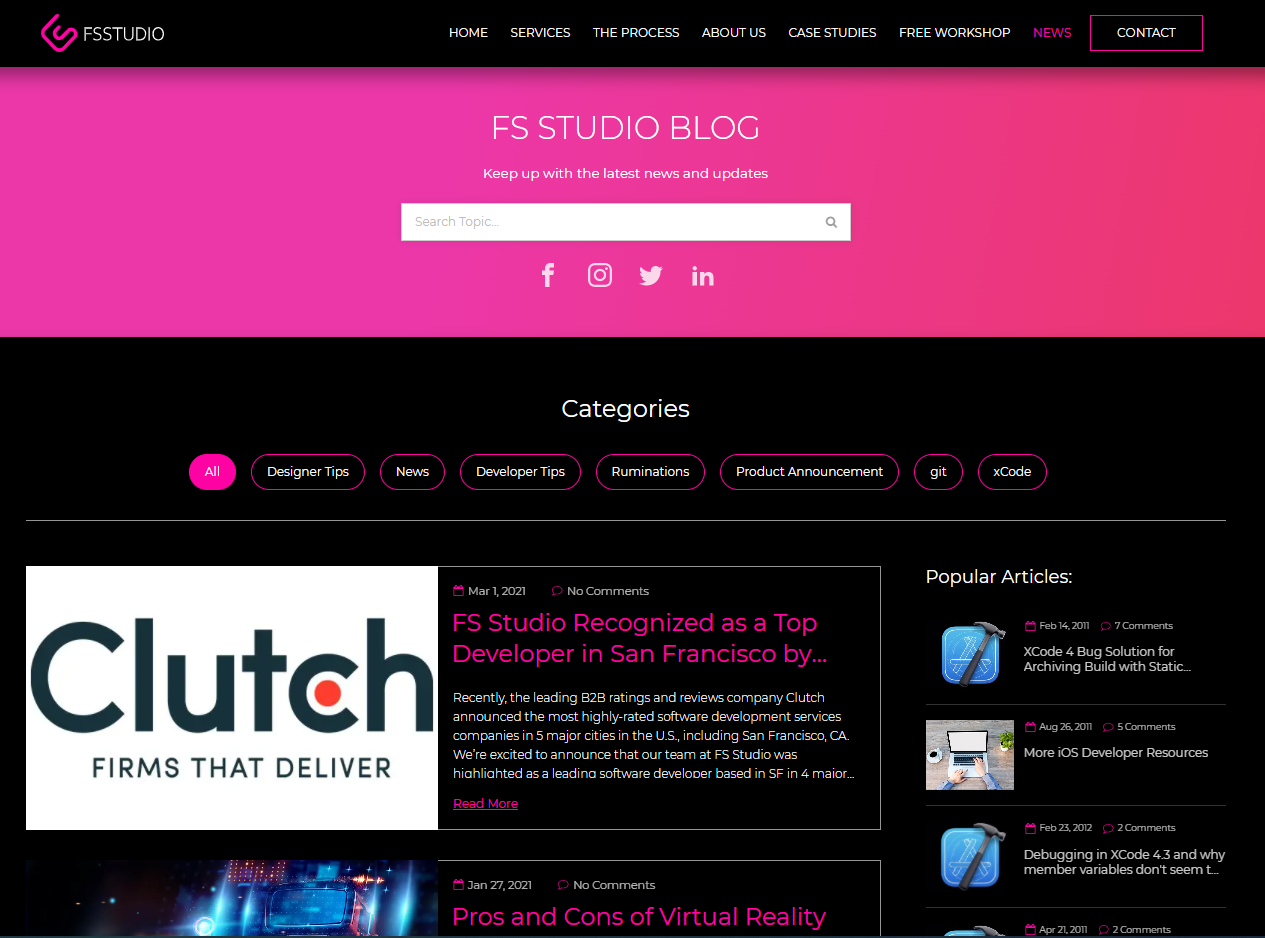 FSSTUDIO
HOME SERVICES THE PROCESS ABOUT US CASE STUDIES FREE WORKSHOP NEWS CONTACT
FS STUDIO BLOG
Keep up with the latest news and updates
Search Topic...
Categories
All Designer Tips News Developer Tips Ruminations Product Announcement git xCode
Clutch
FIRMS THAT DELIVER
Mar 1, 2021 No Comments
FS Studio Recognized as a Top
Developer in San Francisco by...
Recently, the leading B2B ratings and reviews company Clutch
announced the most highly-rated software development services
companies in 5 major cities in the U.S., including San Francisco, CA.
We're excited to announce that our team at FS Studio was
highlighted as a leading software developer based in SF in 4 major...
Read More
Jan 27, 2021 No Comments
Pros and Cons of Virtual Reality
Popular Articles:
Feb 14, 2011 7 Comments
XCode 4 Bug Solution for
Archiving Build with Static...
Aug 26, 2011 5 Comments
More iOS Developer Resources
Feb 23, 2012 2 Comments
Debugging in XCode 4.3 and why
member variables don't seem t...
Apr 21, 2011 2 Comments